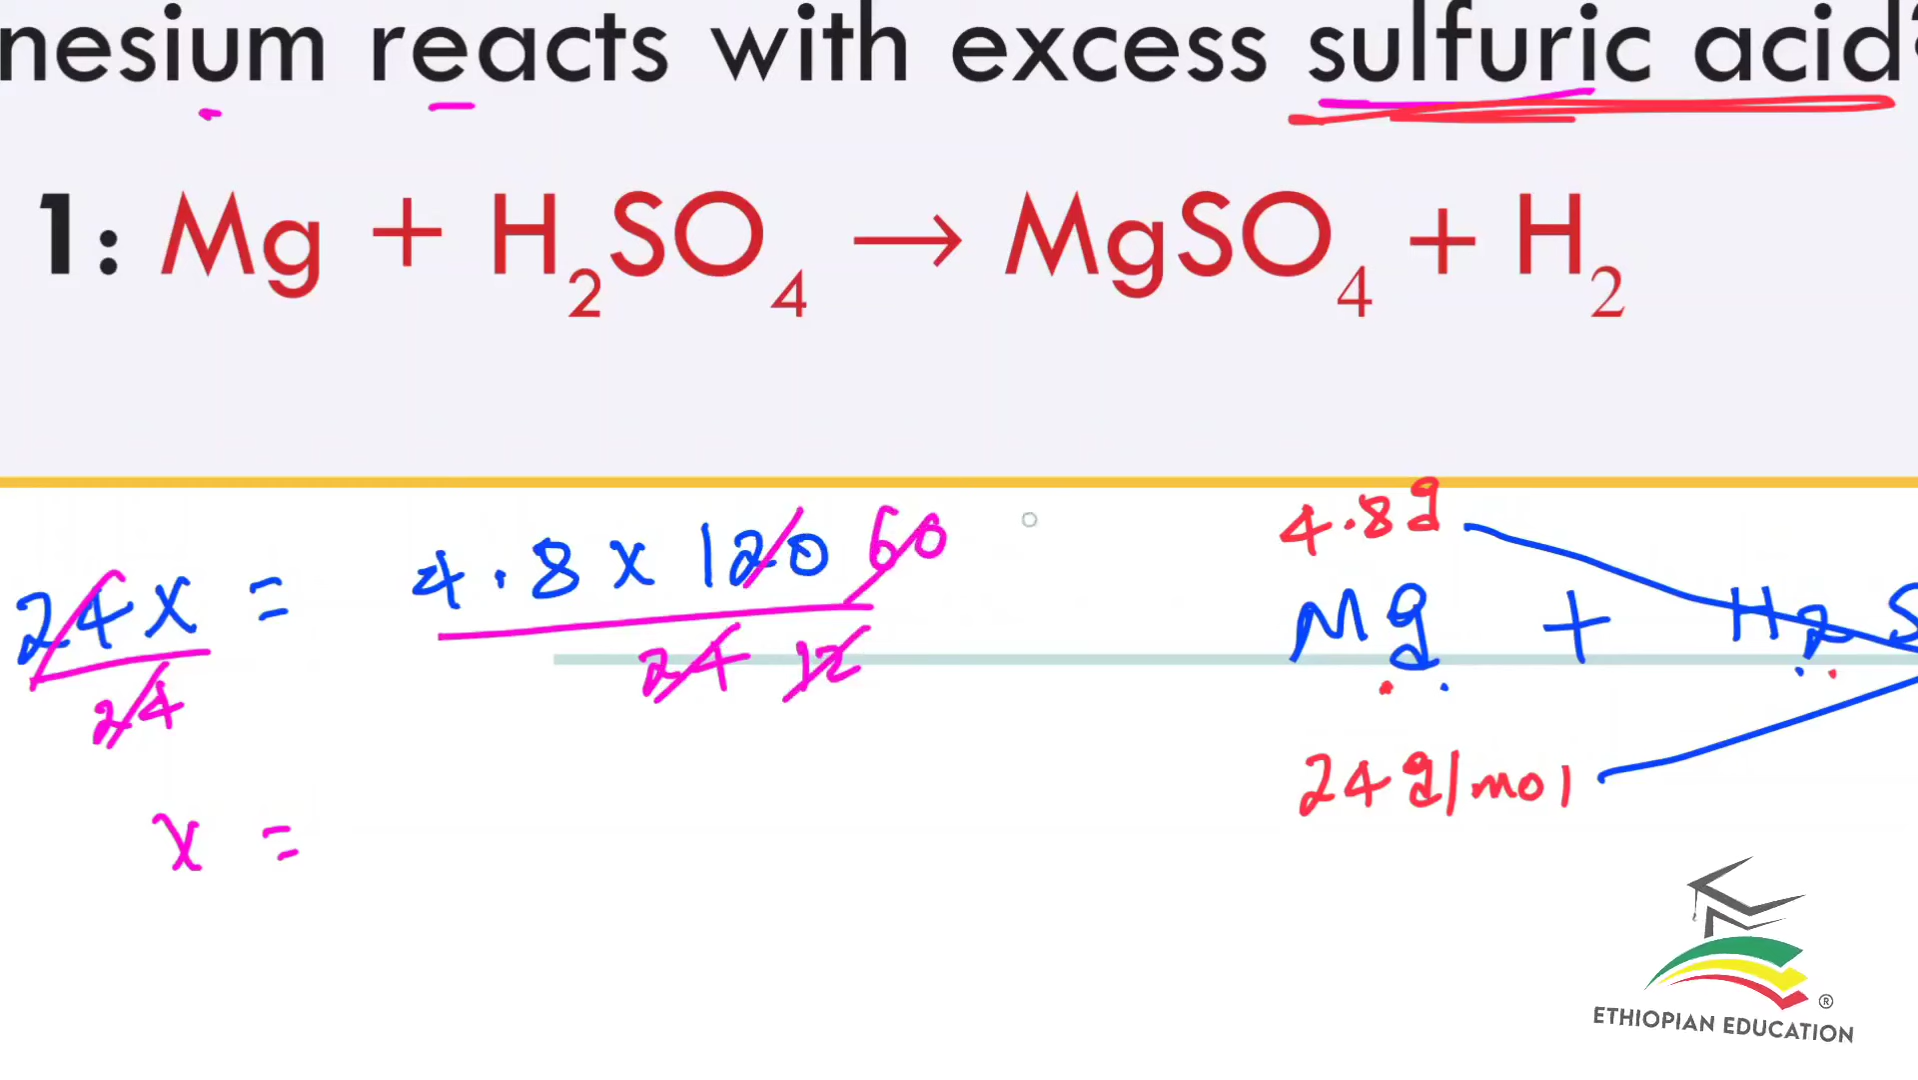 nesium reacts with excess sulfuric acid?
1: Mg + H₂SO₄ → MgSO₄ + H₂
24x = 4.8 x 120 60
24 24 12
x =
4.8g
Mg + H₂S
24g/mol
ETHIOPIAN EDUCATION
®